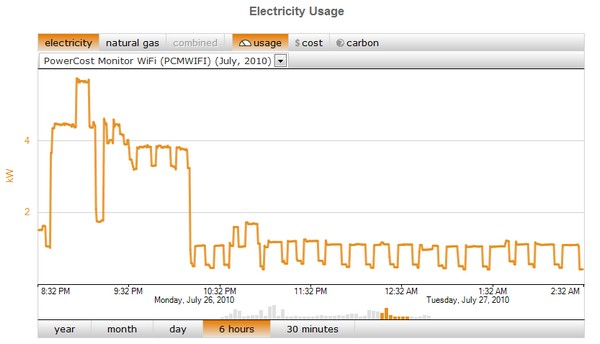 Electricity Usage
electricity natural gas combined usage $ cost carbon
PowerCost Monitor WiFi (PCMWIFI) (July, 2010)
4
kW
2
8:32 PM 9:32 PM 10:32 PM 11:32 PM 12:32 AM 1:32 AM 2:32 AM
Monday, July 26, 2010 Tuesday, July 27, 2010
year month day 6 hours 30 minutes